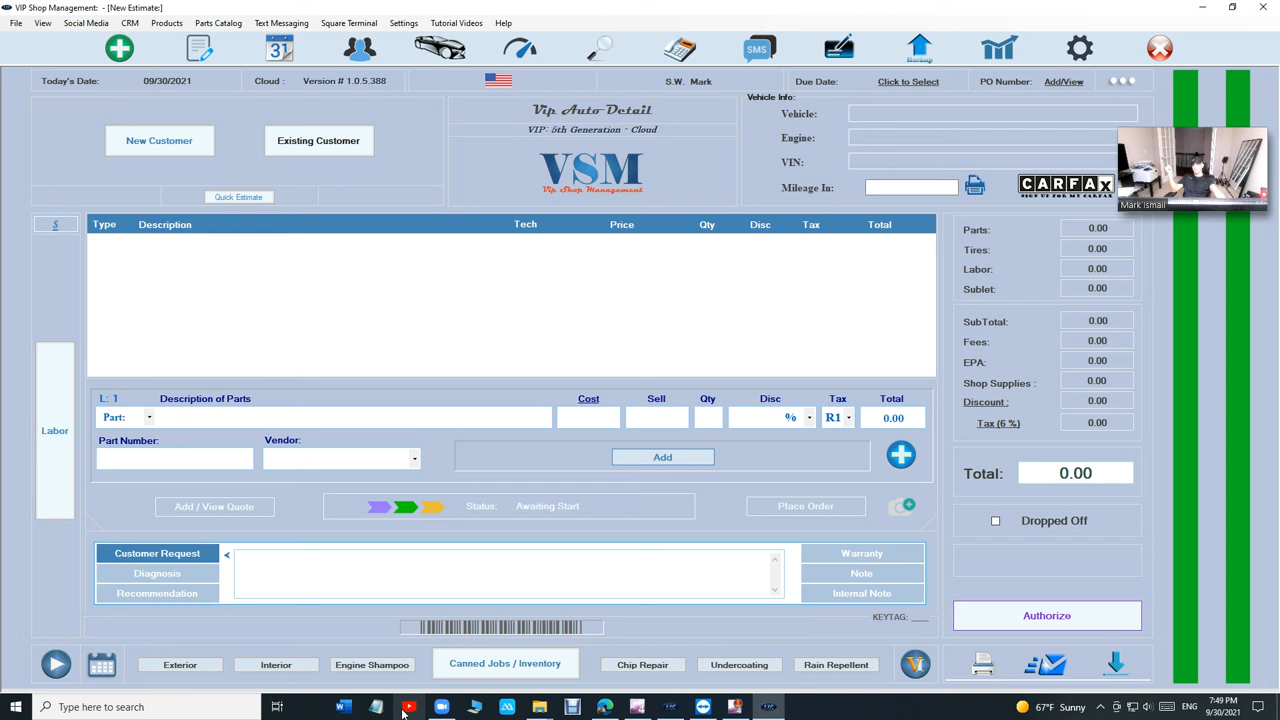 VIP Shop Management: - [New Estimate:]
File View Social Media CRM Products Parts Catalog Text Messaging Square Terminal Settings Tutorial Videos Help
31
SMS
Backup
Today's Date: 09/30/2021 Cloud : Version # 1.0.5.388 S.W. Mark Due Date: Click to Select PO Number: Add/View
New Customer
Existing Customer
Quick Estimate
Vip Auto Detail
VIP: 5th Generation - Cloud
VSM
Vip Shop Management
Vehicle Info:
Vehicle:
Engine:
VIN:
Mileage In:
CARFAX
SIGN UP FOR MY CARFAX
Mark Ismail
S
Type Description Tech Price Qty Disc Tax Total
Labor
L: 1 Description of Parts Cost Sell Qty Disc Tax Total
Part: % R1 0.00
Part Number: Vendor:
Add
Add / View Quote
Status: Awaiting Start
Place Order
Customer Request
Diagnosis
Recommendation
<
Warranty
Note
Internal Note
KEYTAG: ___
Parts: 0.00
Tires: 0.00
Labor: 0.00
Sublet: 0.00
SubTotal: 0.00
Fees: 0.00
EPA: 0.00
Shop Supplies : 0.00
Discount : 0.00
Tax (6 %) 0.00
Total: 0.00
Dropped Off
Authorize
Exterior Interior Engine Shampoo Canned Jobs / Inventory Chip Repair Undercoating Rain Repellent
Type here to search
67°F Sunny ENG 7:49 PM
9/30/2021